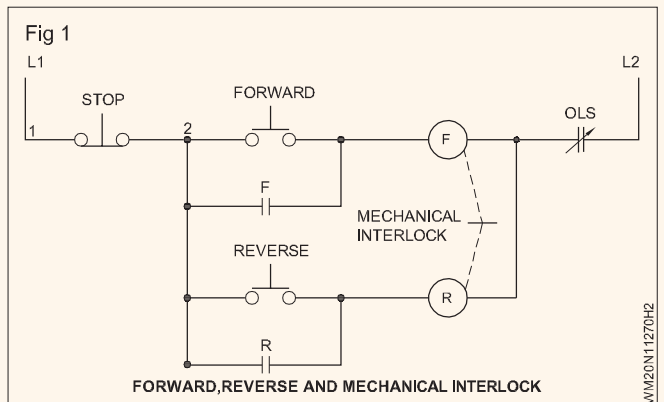 Fig 1
L1
L2
STOP
FORWARD
OLS
1
2
F
F
MECHANICAL
INTERLOCK
REVERSE
R
R
FORWARD,REVERSE AND MECHANICAL INTERLOCK
WM20N11270H2